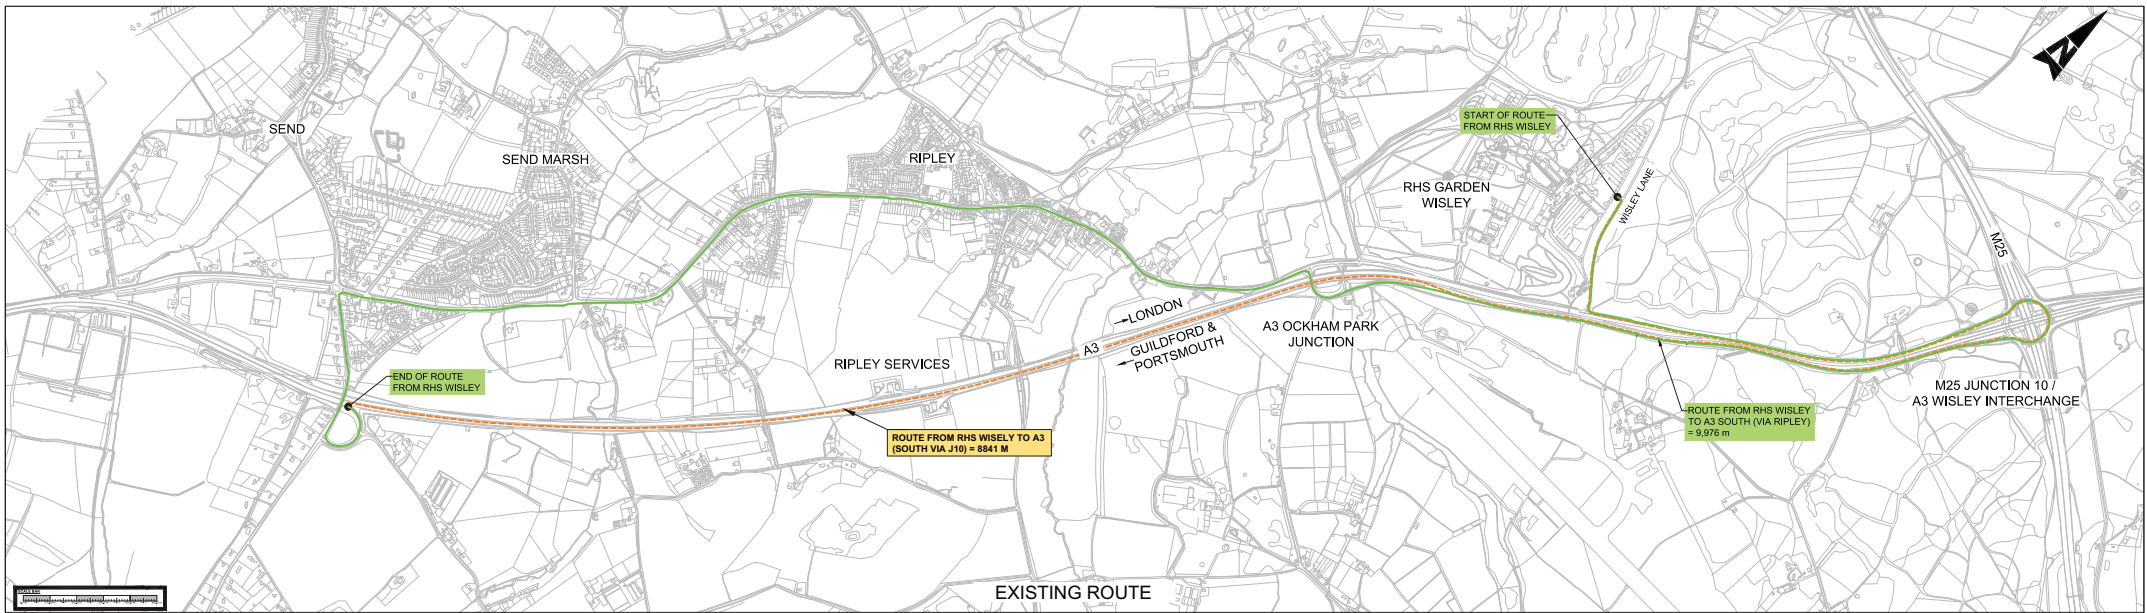 SEND
SEND MARSH
RIPLEY
START OF ROUTE
FROM RHS WISLEY
RHS GARDEN
WISLEY
WISLEY LANE
M25
N
LONDON
A3
GUILDFORD &
PORTSMOUTH
A3 OCKHAM PARK
JUNCTION
RIPLEY SERVICES
END OF ROUTE
FROM RHS WISLEY
M25 JUNCTION 10 /
A3 WISLEY INTERCHANGE
ROUTE FROM RHS WISLEY
TO A3 SOUTH (VIA RIPLEY)
= 9,976 m
ROUTE FROM RHS WISELY TO A3
(SOUTH VIA J10) = 8841 M
SCALE BAR
EXISTING ROUTE